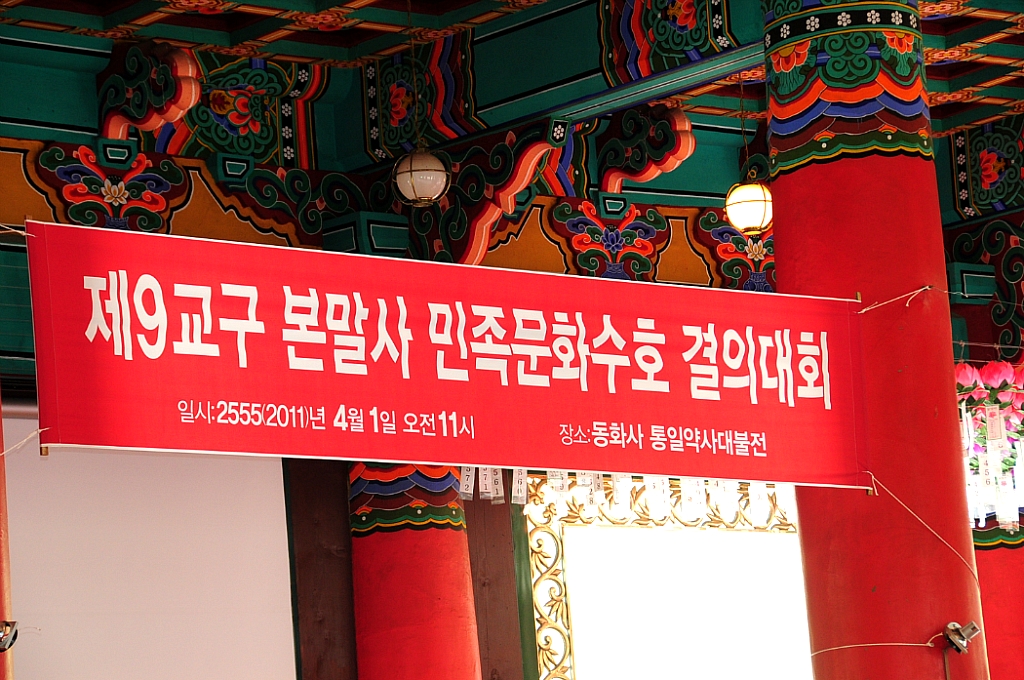 제9교구 본말사 민족문화수호 결의대회
일시:2555(2011)년 4월 1일 오전11시 장소:동화사 통일약사대불전